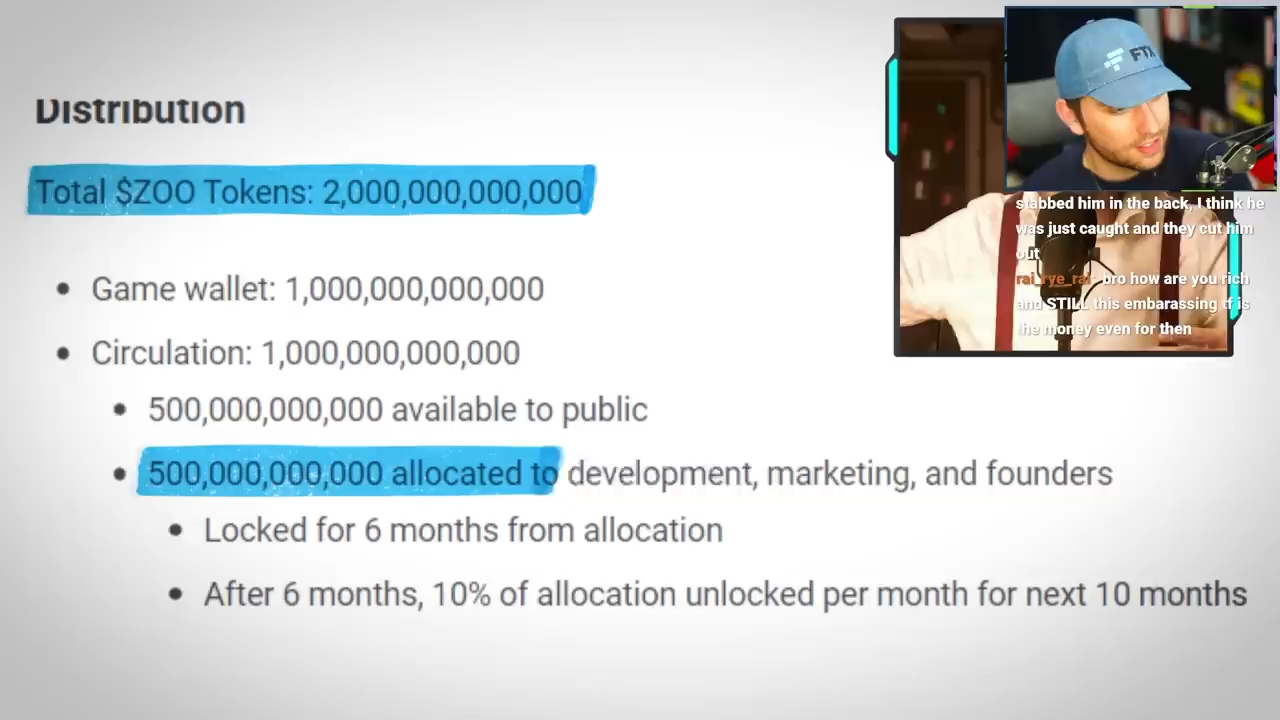 Distribution
Total $ZOO Tokens: 2,000,000,000,000
• Game wallet: 1,000,000,000,000
• Circulation: 1,000,000,000,000
• 500,000,000,000 available to public
• 500,000,000,000 allocated to development, marketing, and founders
• Locked for 6 months from allocation
• After 6 months, 10% of allocation unlocked per month for next 10 months
FTX
stabbed him in the back, I think he
was just caught and they cut him
out
bro how are you rich
and STILL this embarassing tf is
the money even for then